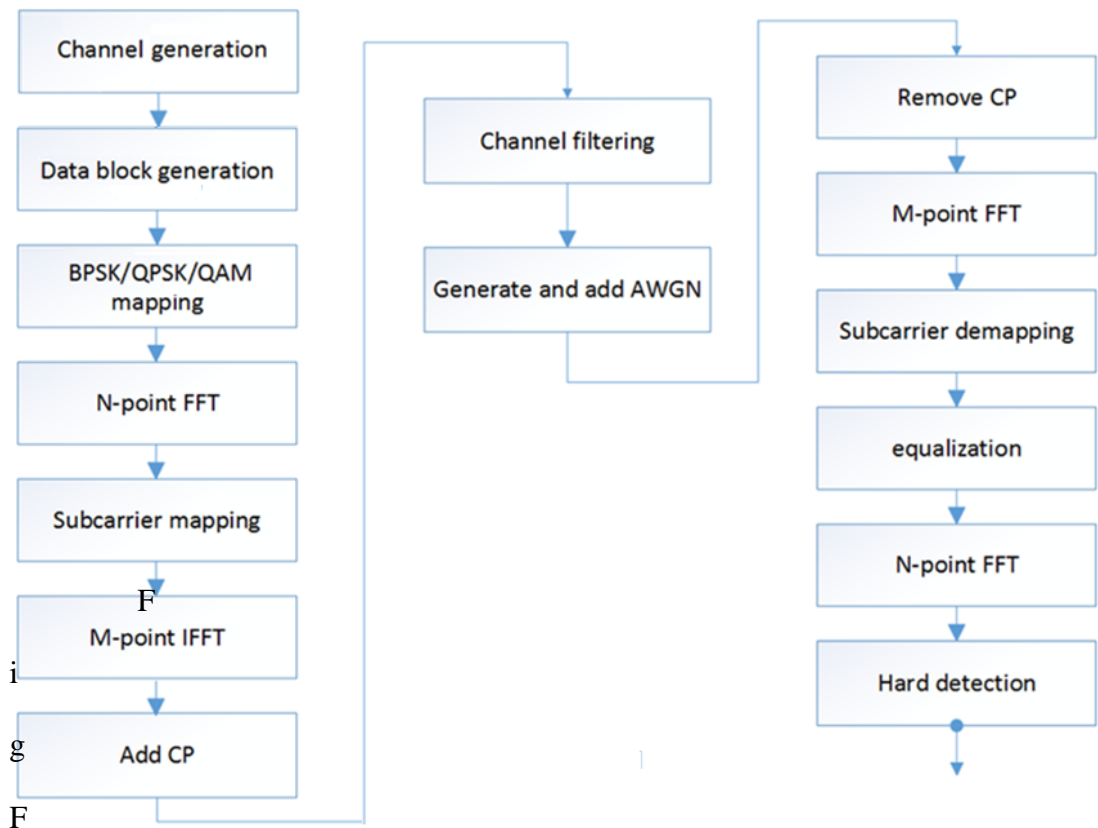 Channel generation
Data block generation
BPSK/QPSK/QAM
mapping
N-point FFT
Subcarrier mapping
F
M-point IFFT
i
g
Add CP
F
Channel filtering
Generate and add AWGN
Remove CP
M-point FFT
Subcarrier demapping
equalization
N-point FFT
Hard detection